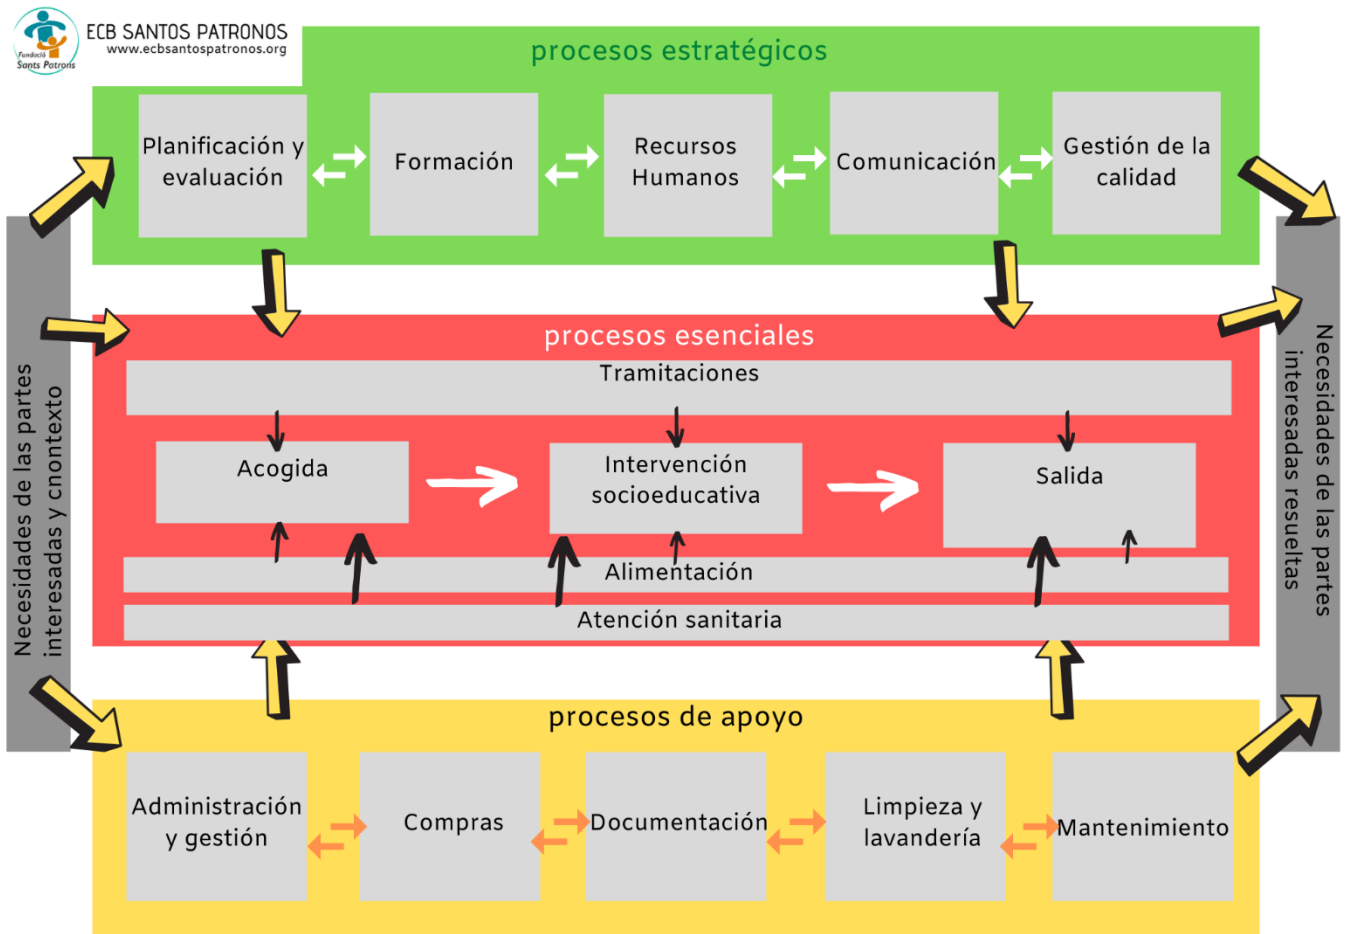 ECB SANTOS PATRONOS
www.ecbsantospatronos.org
Fundació
Sants Patrons
procesos estratégicos
Planificación y
evaluación
Formación
Recursos
Humanos
Comunicación
Gestión de la
calidad
Necesidades de las partes
interesadas y cnontexto
procesos esenciales
Tramitaciones
Acogida
Intervención
socioeducativa
Salida
Alimentación
Atención sanitaria
Necesidades de las partes
interesadas resueltas
procesos de apoyo
Administración
y gestión
Compras
Documentación
Limpieza y
lavandería
Mantenimiento